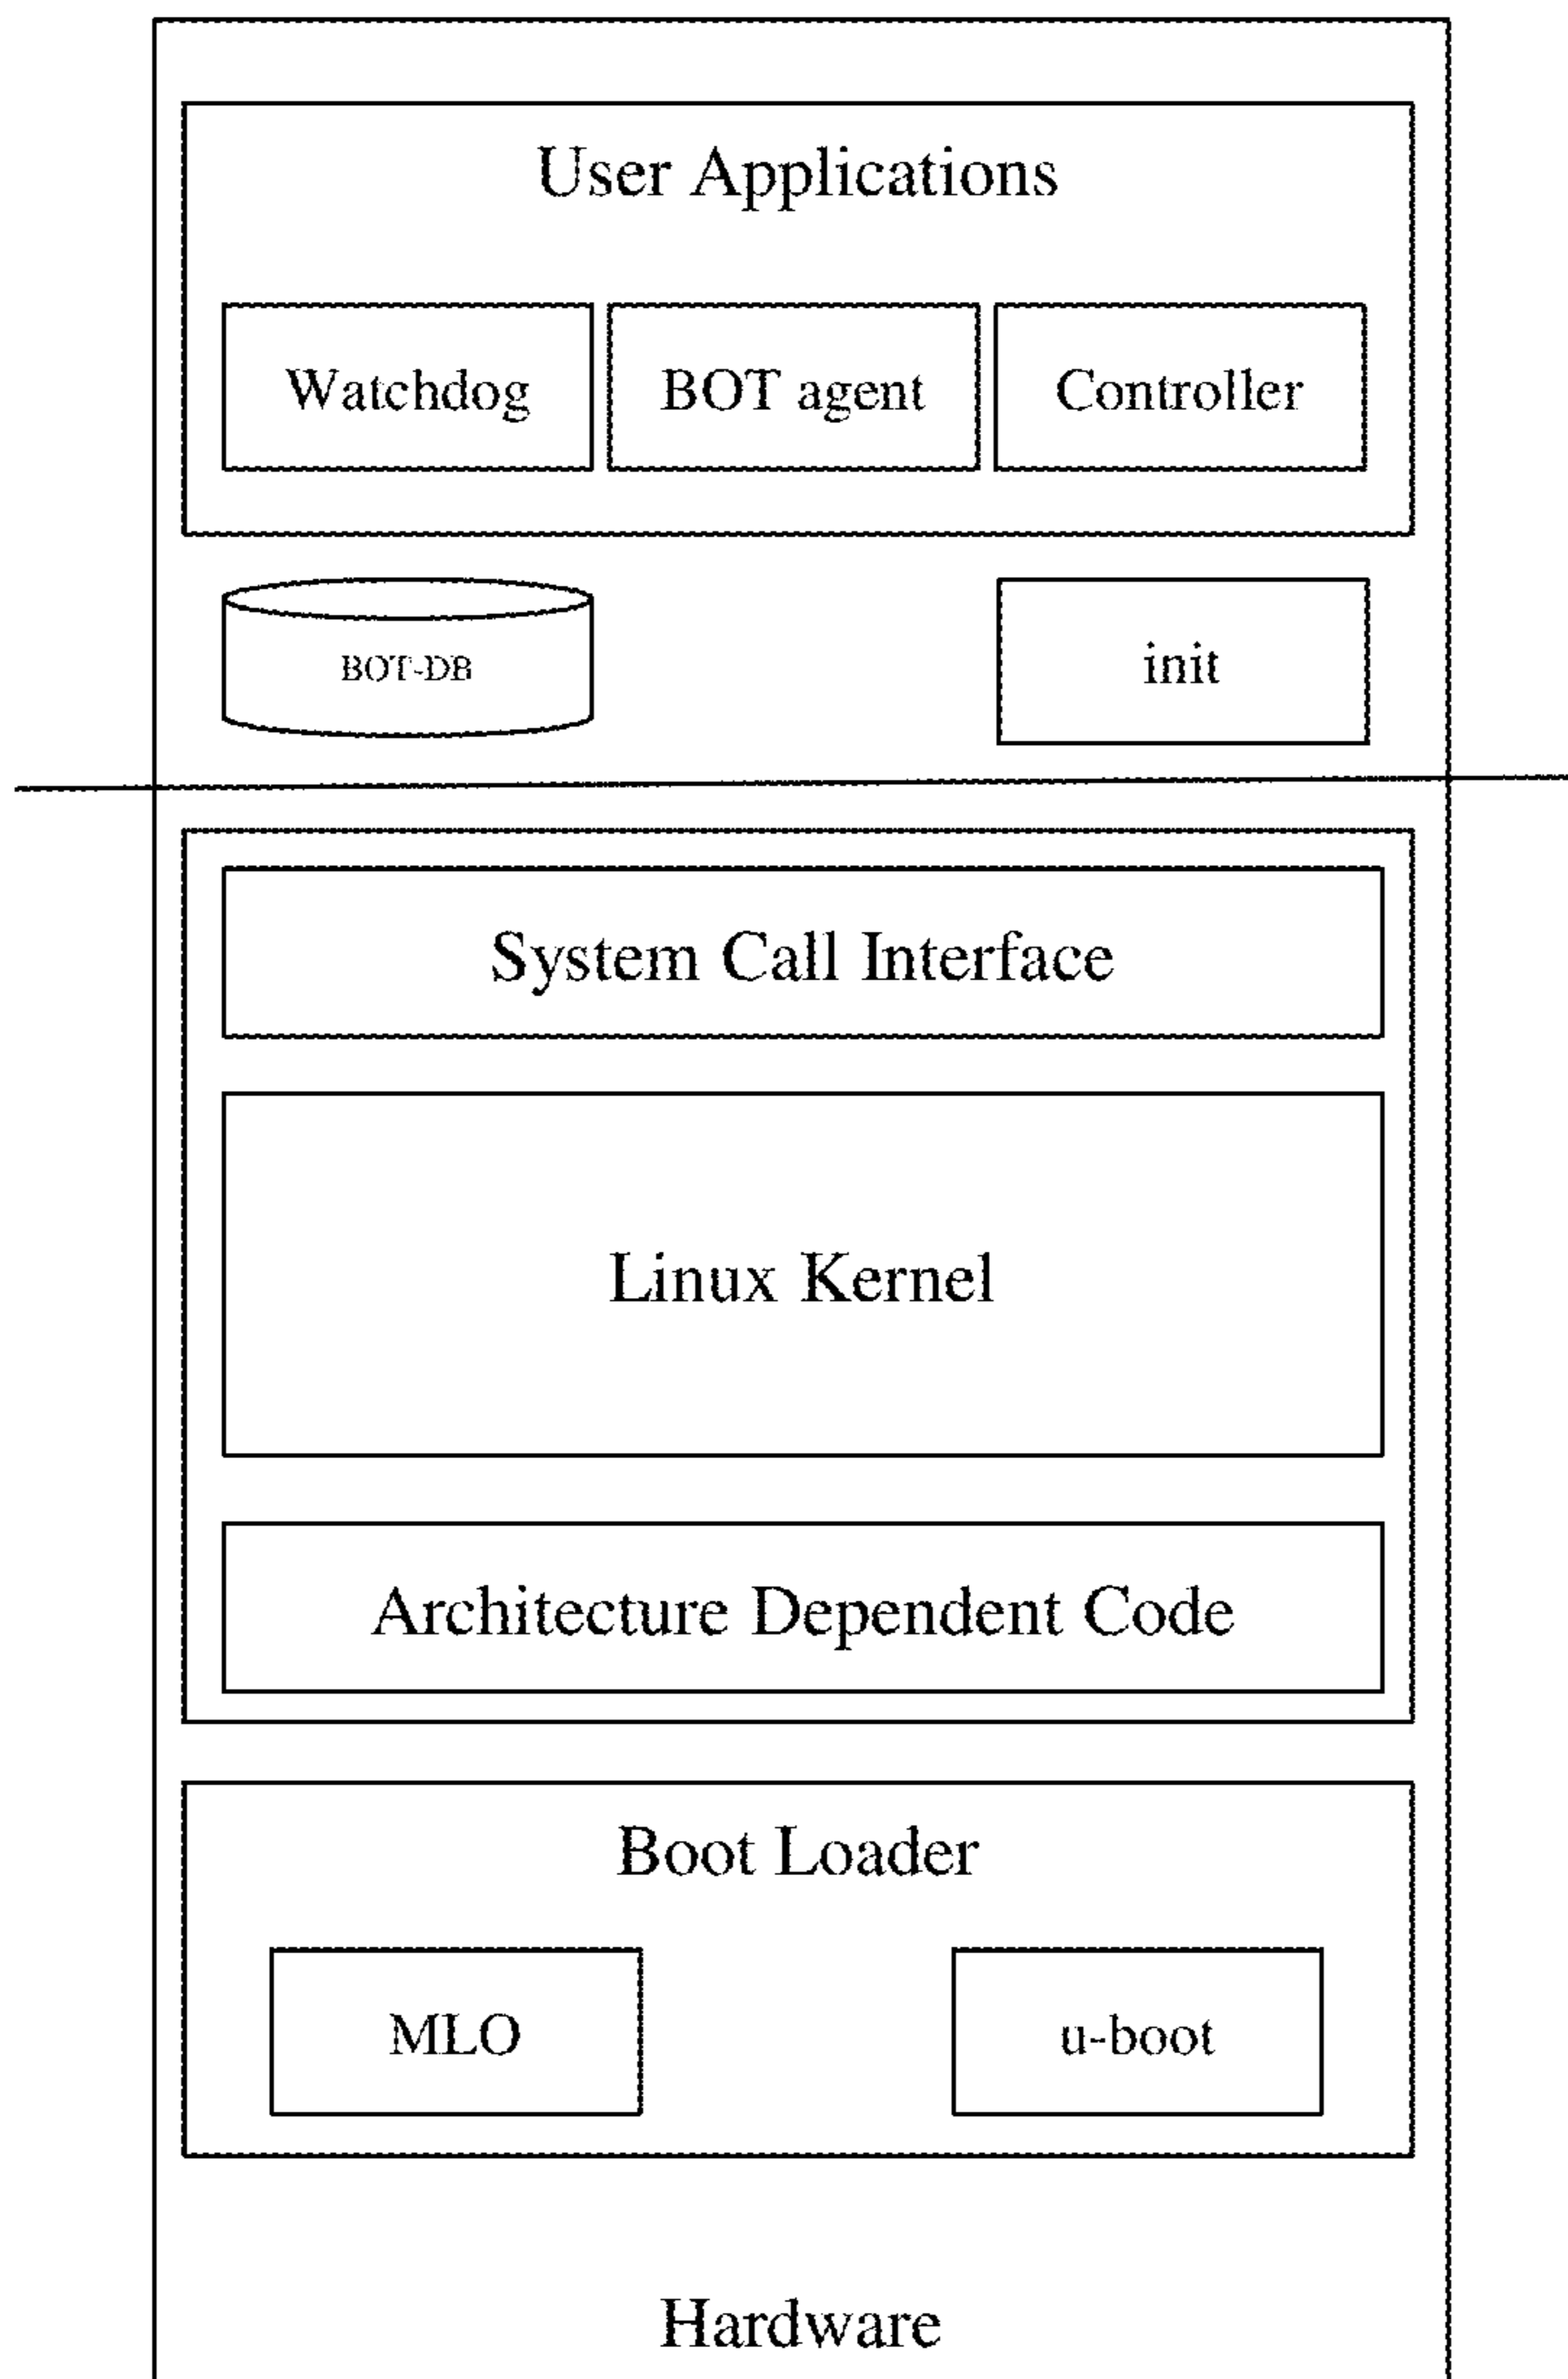 User Applications
Watchdog
BOT agent
Controller
BOT-DB
init
System Call Interface
Linux Kernel
Architecture Dependent Code
Boot Loader
MLO
u-boot
Hardware